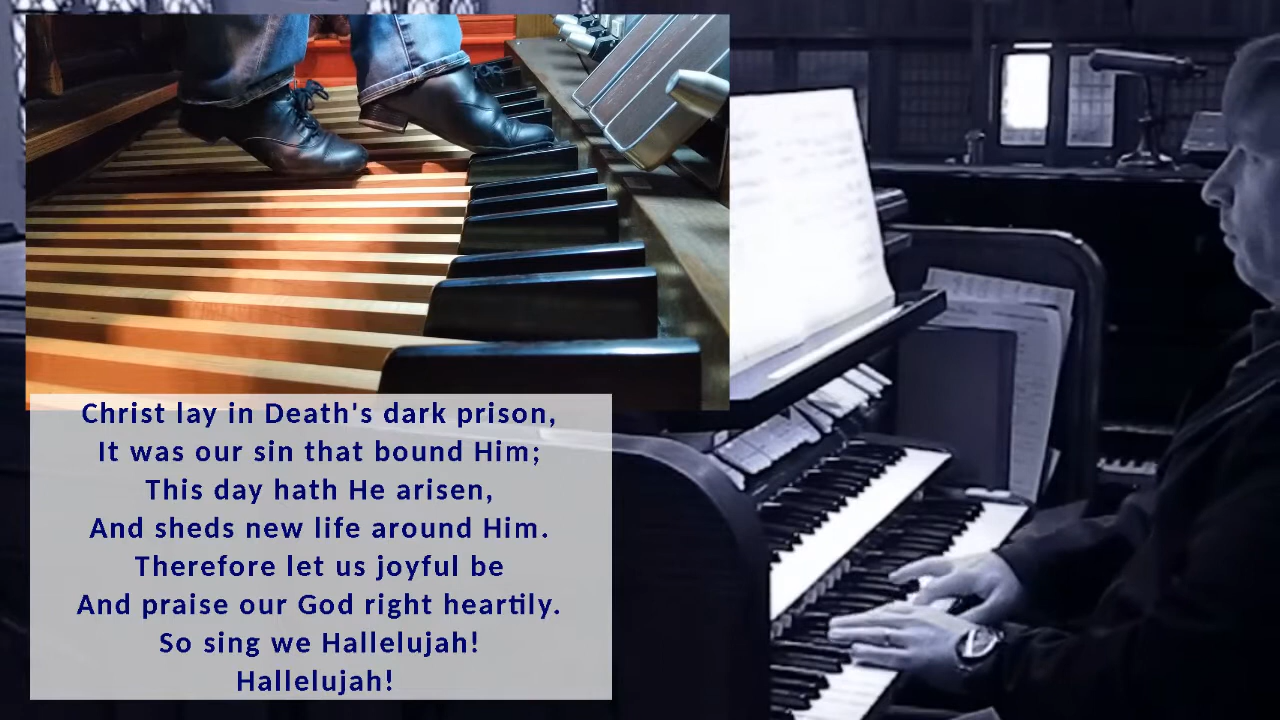 Christ lay in Death's dark prison,
It was our sin that bound Him;
This day hath He arisen,
And sheds new life around Him.
Therefore let us joyful be
And praise our God right heartily.
So sing we Hallelujah!
Hallelujah!